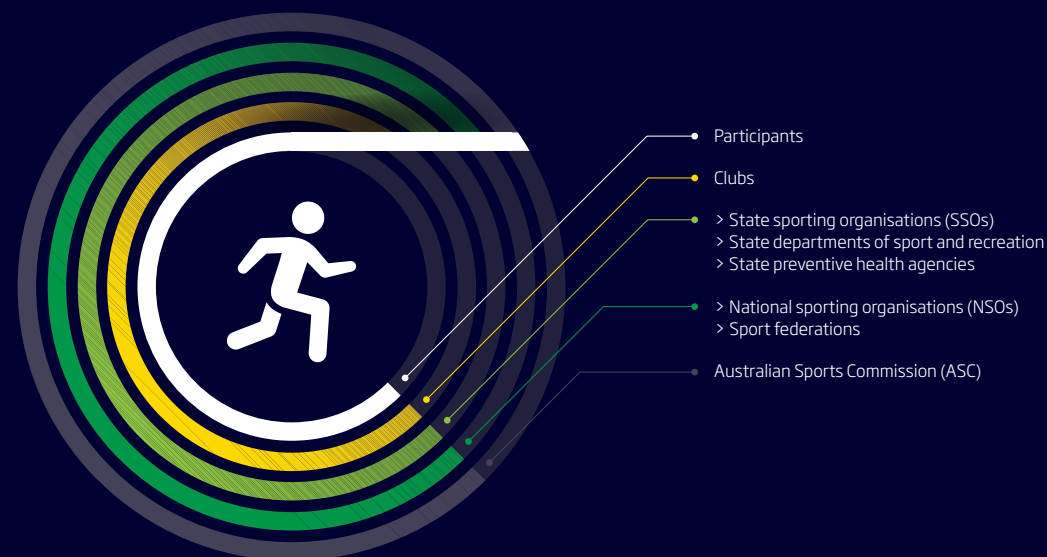 Participants
Clubs
> State sporting organisations (SSOs)
> State departments of sport and recreation
> State preventive health agencies
> National sporting organisations (NSOs)
> Sport federations
Australian Sports Commission (ASC)